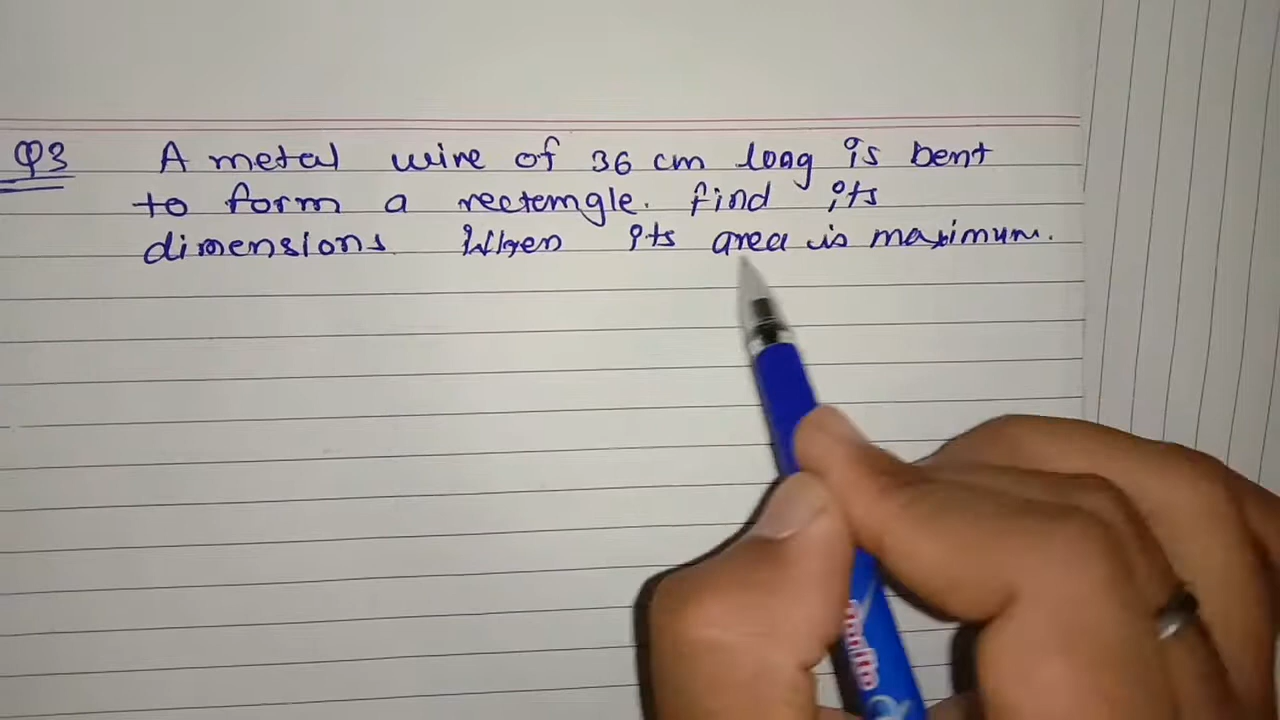 Q3 A metal wire of 36 cm long is bent
to form a rectemgle. find its
dimensions When its area is maximum.